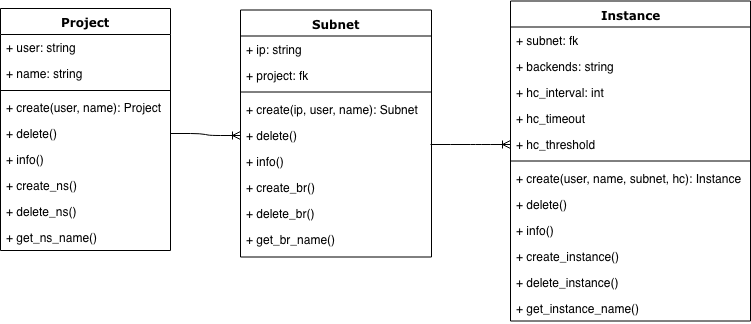 Project
+ user: string
+ name: string
+ create(user, name): Project
+ delete()
+ info()
+ create_ns()
+ delete_ns()
+ get_ns_name()
Subnet
+ ip: string
+ project: fk
+ create(ip, user, name): Subnet
+ delete()
+ info()
+ create_br()
+ delete_br()
+ get_br_name()
Instance
+ subnet: fk
+ backends: string
+ hc_interval: int
+ hc_timeout
+ hc_threshold
+ create(user, name, subnet, hc): Instance
+ delete()
+ info()
+ create_instance()
+ delete_instance()
+ get_instance_name()